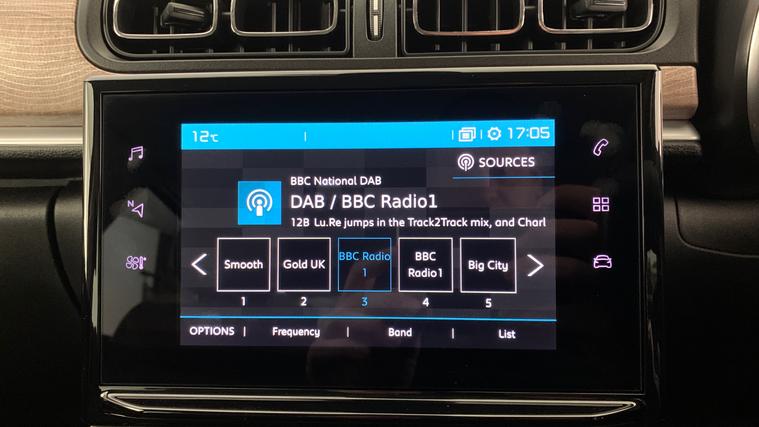 12℃
17:05
SOURCES
BBC National DAB
DAB / BBC Radio1
12B Lu.Re jumps in the Track2Track mix, and Charl
Smooth
Gold UK
BBC Radio
1
BBC
Radio1
Big City
1 2 3 4 5
OPTIONS Frequency Band List
N